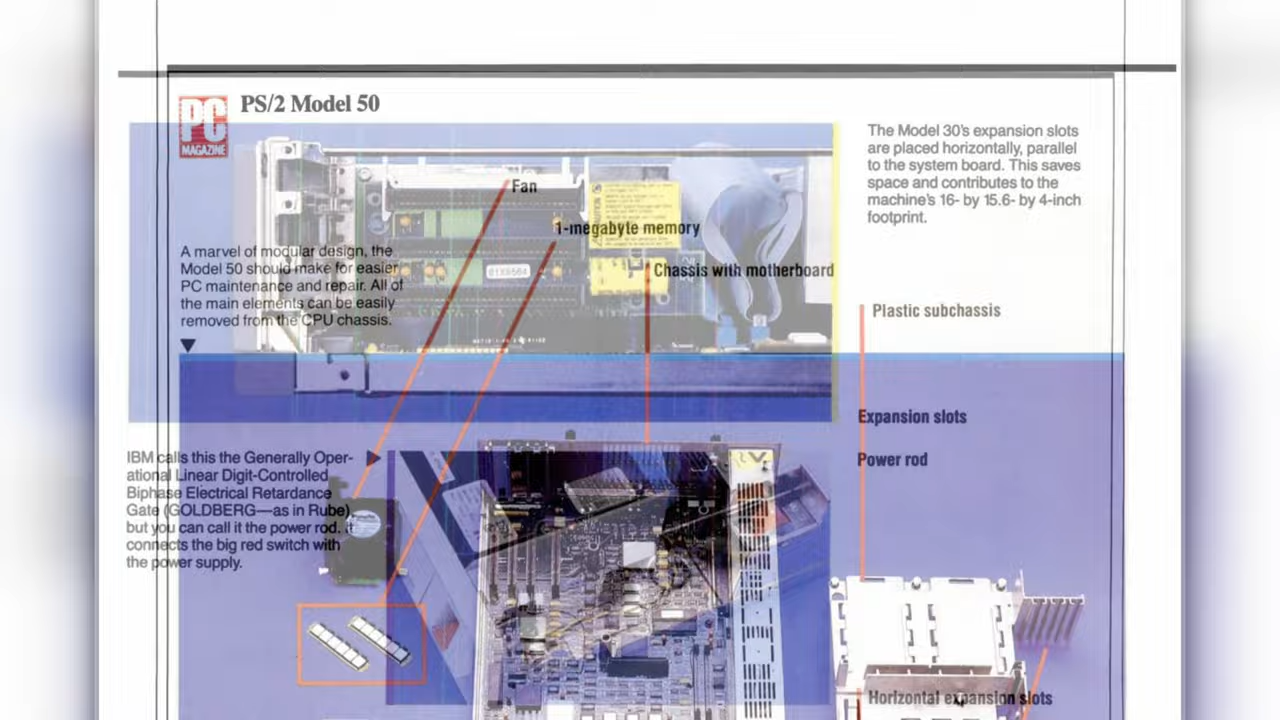 PC
MAGAZINE
PS/2 Model 50
The Model 30's expansion slots
are placed horizontally, parallel
to the system board. This saves
space and contributes to the
machine's 16- by 15.6- by 4-inch
footprint.
Fan
1-megabyte memory
Chassis with motherboard
A marvel of modular design, the
Model 50 should make for easier
PC maintenance and repair. All of
the main elements can be easily
removed from the CPU chassis.
Plastic subchassis
Expansion slots
Power rod
IBM calls this the Generally Oper-
ational Linear Digit-Controlled
Biphase Electrical Retardance
Gate (GOLDBERG—as in Rube)
but you can call it the power rod. It
connects the big red switch with
the power supply.
Horizontal expansion slots